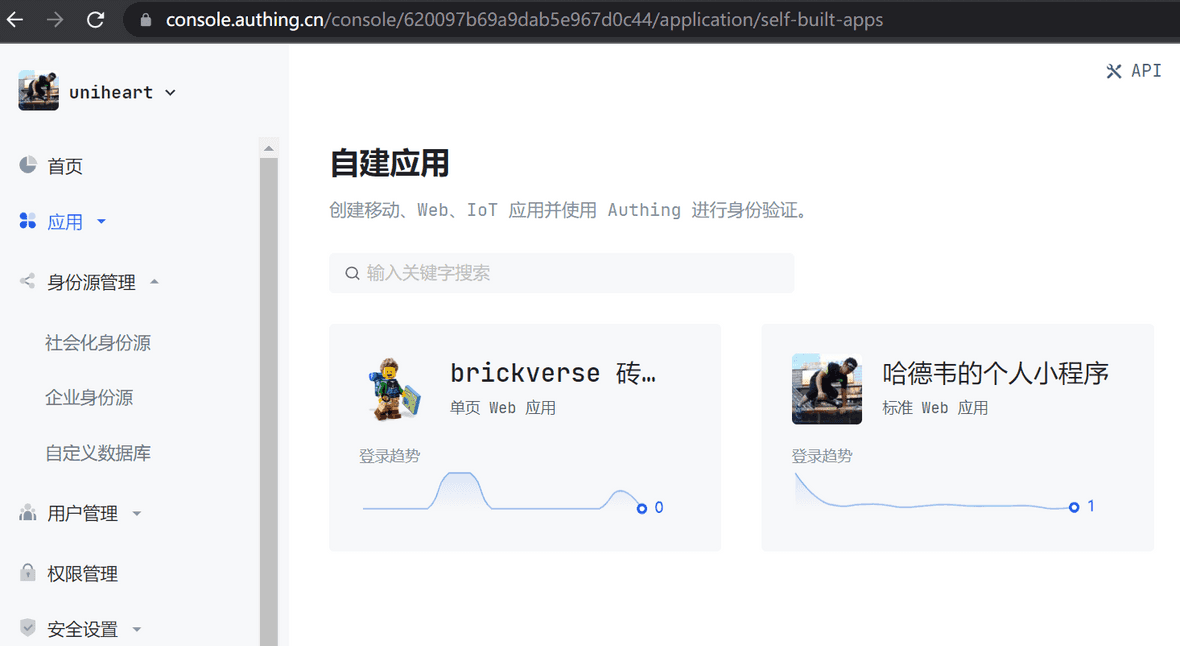 console.authing.cn/console/620097b69a9dab5e967d0c44/application/self-built-apps
uniheart
API
首页
应用
身份源管理
社会化身份源
企业身份源
自定义数据库
用户管理
权限管理
安全设置
自建应用
创建移动、Web、IoT 应用并使用 Authing 进行身份验证。
输入关键字搜索
brickverse 砖…
单页 Web 应用
登录趋势
0
哈德韦的个人小程序
标准 Web 应用
登录趋势
1